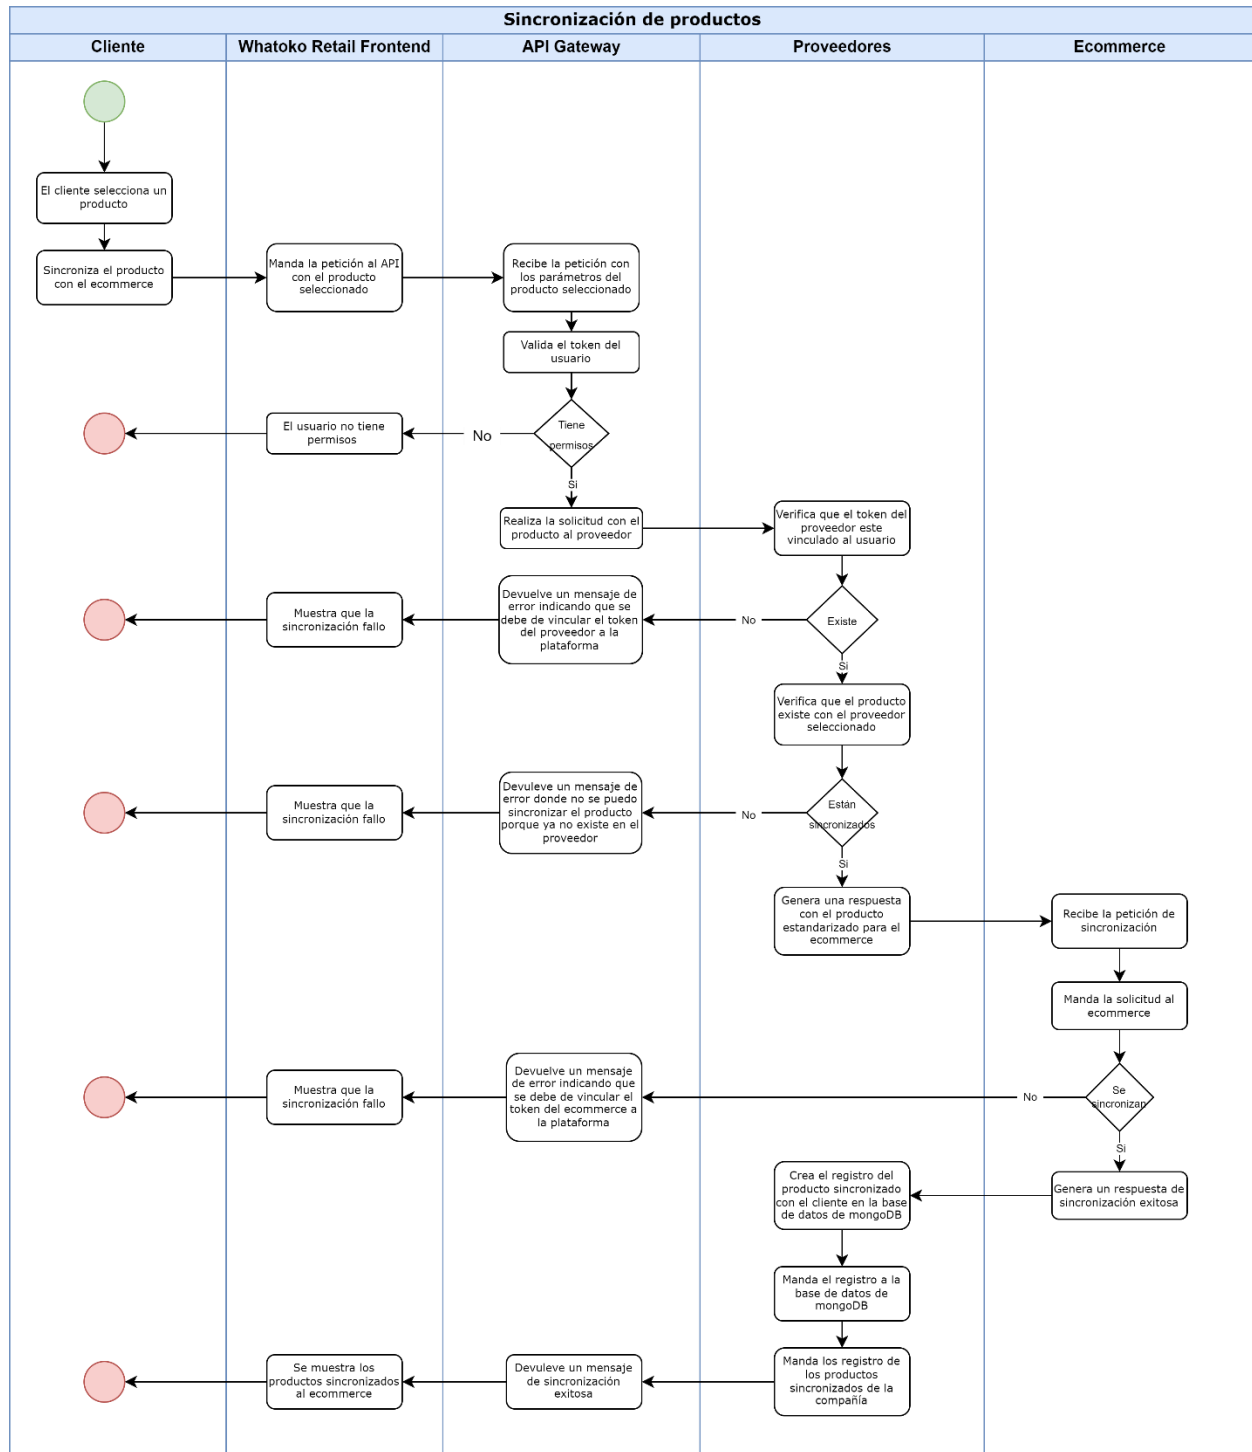 Sincronización de productos
Cliente
Whatoko Retail Frontend
API Gateway
Proveedores
Ecommerce
El cliente selecciona un
producto
Sincroniza el producto
con el ecommerce
Manda la petición al API
con el producto
seleccionado
Recibe la petición con
los parámetros del
producto seleccionado
Valida el token del
usuario
Tiene
permisos
No
El usuario no tiene
permisos
Si
Realiza la solicitud con el
producto al proveedor
Verifica que el token del
proveedor este
vinculado al usuario
Existe
No
Devuelve un mensaje de
error indicando que se
debe de vincular el token
del proveedor a la
plataforma
Muestra que la
sincronización fallo
Si
Verifica que el producto
existe con el proveedor
seleccionado
Están
sincronizados
No
Devuleve un mensaje de
error donde no se puedo
sincronizar el producto
porque ya no existe en el
proveedor
Muestra que la
sincronización fallo
Si
Genera una respuesta
con el producto
estandarizado para el
ecommerce
Recibe la petición de
sincronización
Manda la solicitud al
ecommerce
Se
sincronizan
No
Devuelve un mensaje
de error indicando que
se debe de vincular el
token del ecommerce a
la plataforma
Muestra que la
sincronización fallo
Si
Genera un respuesta de
sincronización exitosa
Crea el registro del
producto sincronizado
con el cliente en la base
de datos de mongoDB
Manda el registro a la
base de datos de
mongoDB
Manda los registro de
los productos
sincronizados de la
compañía
Devuleve un mensaje
de sincronización
exitosa
Se muestra los
productos sincronizados
al ecommerce